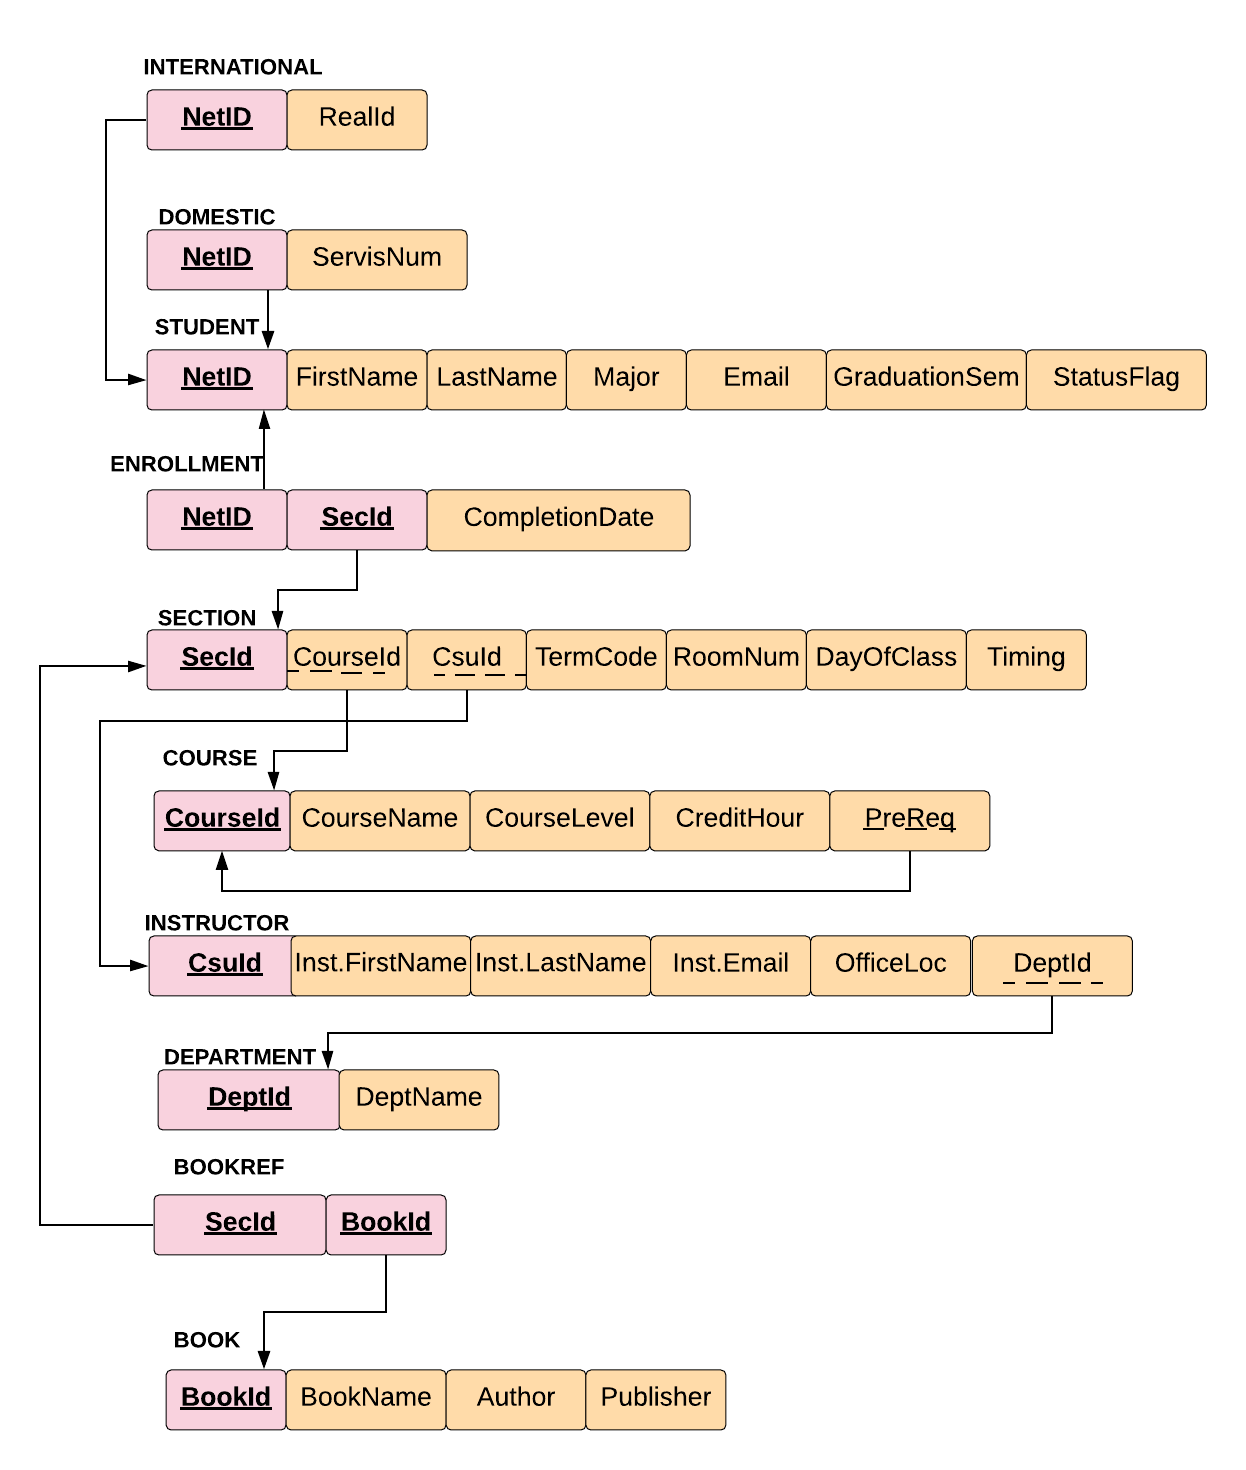 INTERNATIONAL
NetID RealId
DOMESTIC
NetID ServisNum
STUDENT
NetID FirstName LastName Major Email GraduationSem StatusFlag
ENROLLMENT
NetID SecId CompletionDate
SECTION
SecId CourseId CsuId TermCode RoomNum DayOfClass Timing
COURSE
CourseId CourseName CourseLevel CreditHour PreReq
INSTRUCTOR
CsuId Inst.FirstName Inst.LastName Inst.Email OfficeLoc DeptId
DEPARTMENT
DeptId DeptName
BOOKREF
SecId BookId
BOOK
BookId BookName Author Publisher